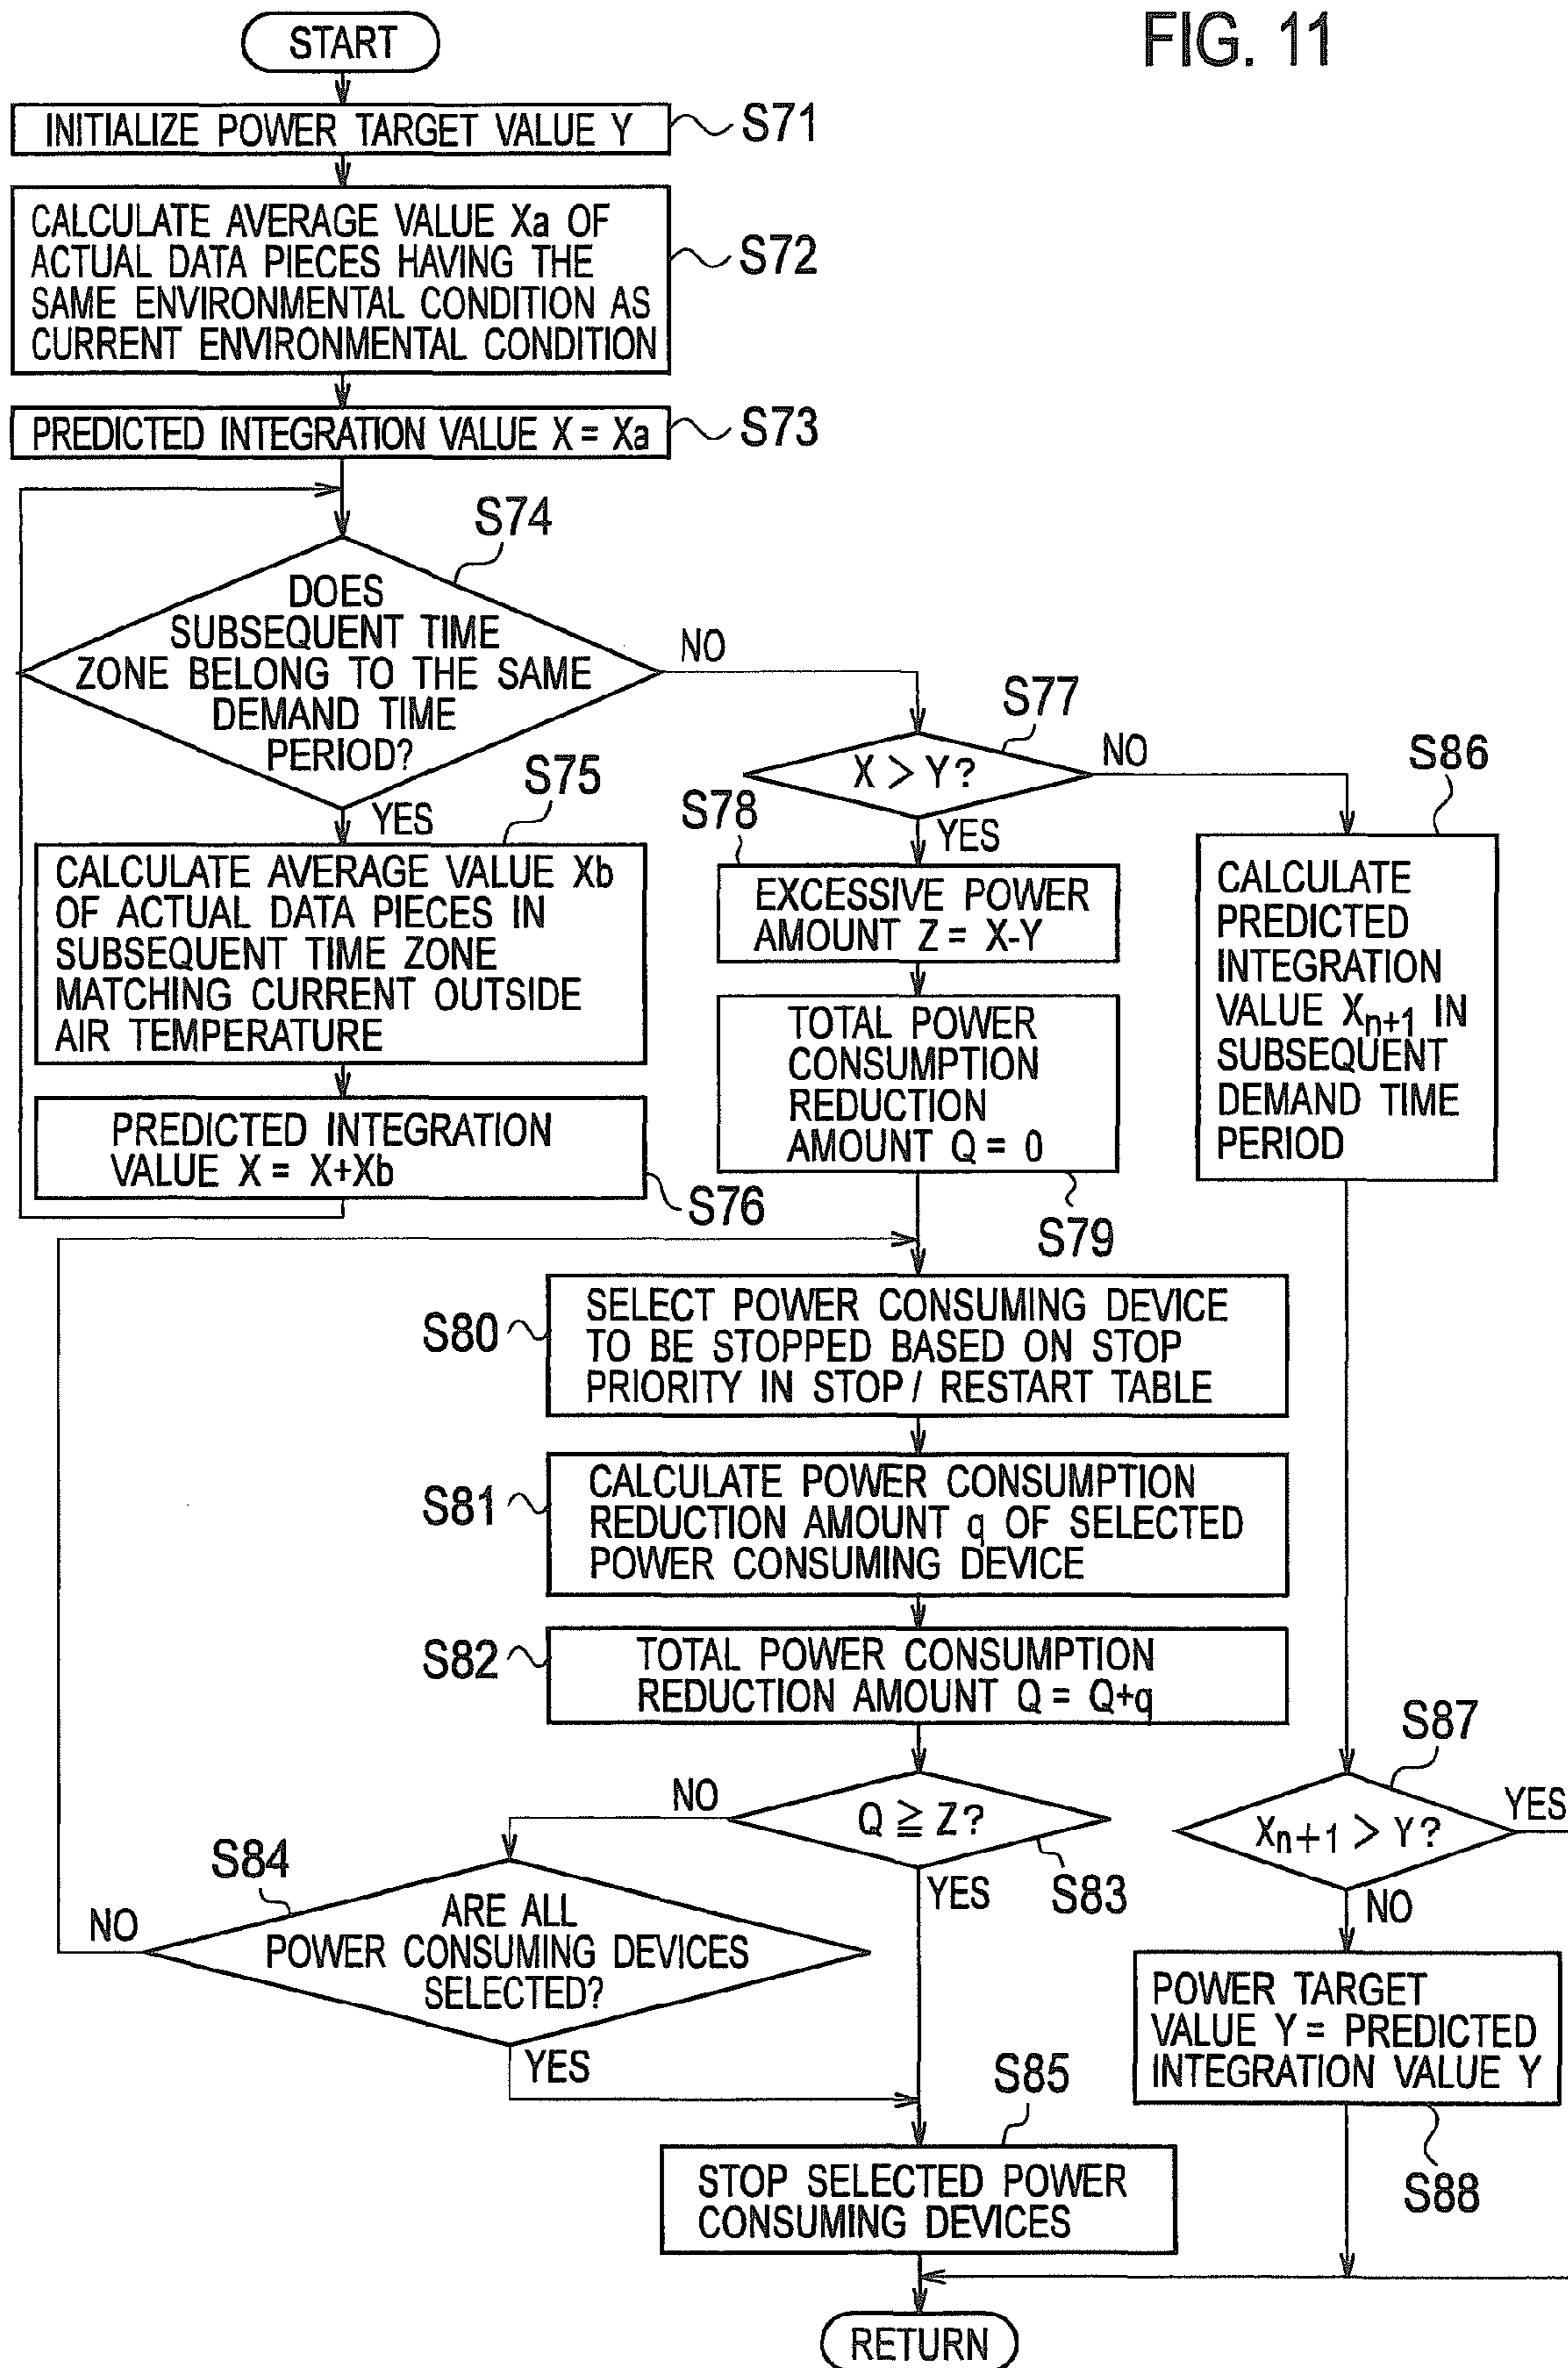 FIG. 11
START
INITIALIZE POWER TARGET VALUE Y
S71
CALCULATE AVERAGE VALUE Xa OF
ACTUAL DATA PIECES HAVING THE
SAME ENVIRONMENTAL CONDITION AS
CURRENT ENVIRONMENTAL CONDITION
S72
PREDICTED INTEGRATION VALUE X = Xa
S73
S74
DOES
SUBSEQUENT TIME
ZONE BELONG TO THE SAME
DEMAND TIME
PERIOD?
NO
YES
S75
CALCULATE AVERAGE VALUE Xb
OF ACTUAL DATA PIECES IN
SUBSEQUENT TIME ZONE
MATCHING CURRENT OUTSIDE
AIR TEMPERATURE
PREDICTED INTEGRATION
VALUE X = X+Xb
S76
S77
X > Y?
NO
YES
S78
EXCESSIVE POWER
AMOUNT Z = X-Y
TOTAL POWER
CONSUMPTION
REDUCTION
AMOUNT Q = 0
S79
S86
CALCULATE
PREDICTED
INTEGRATION
VALUE Xn+1 IN
SUBSEQUENT
DEMAND TIME
PERIOD
S80
SELECT POWER CONSUMING DEVICE
TO BE STOPPED BASED ON STOP
PRIORITY IN STOP / RESTART TABLE
S81
CALCULATE POWER CONSUMPTION
REDUCTION AMOUNT q OF SELECTED
POWER CONSUMING DEVICE
S82
TOTAL POWER CONSUMPTION
REDUCTION AMOUNT Q = Q+q
Q ≧ Z?
NO
YES
S83
S84
ARE ALL
POWER CONSUMING DEVICES
SELECTED?
NO
YES
S85
STOP SELECTED POWER
CONSUMING DEVICES
S87
Xn+1 > Y?
YES
NO
POWER TARGET
VALUE Y = PREDICTED
INTEGRATION VALUE Y
S88
RETURN